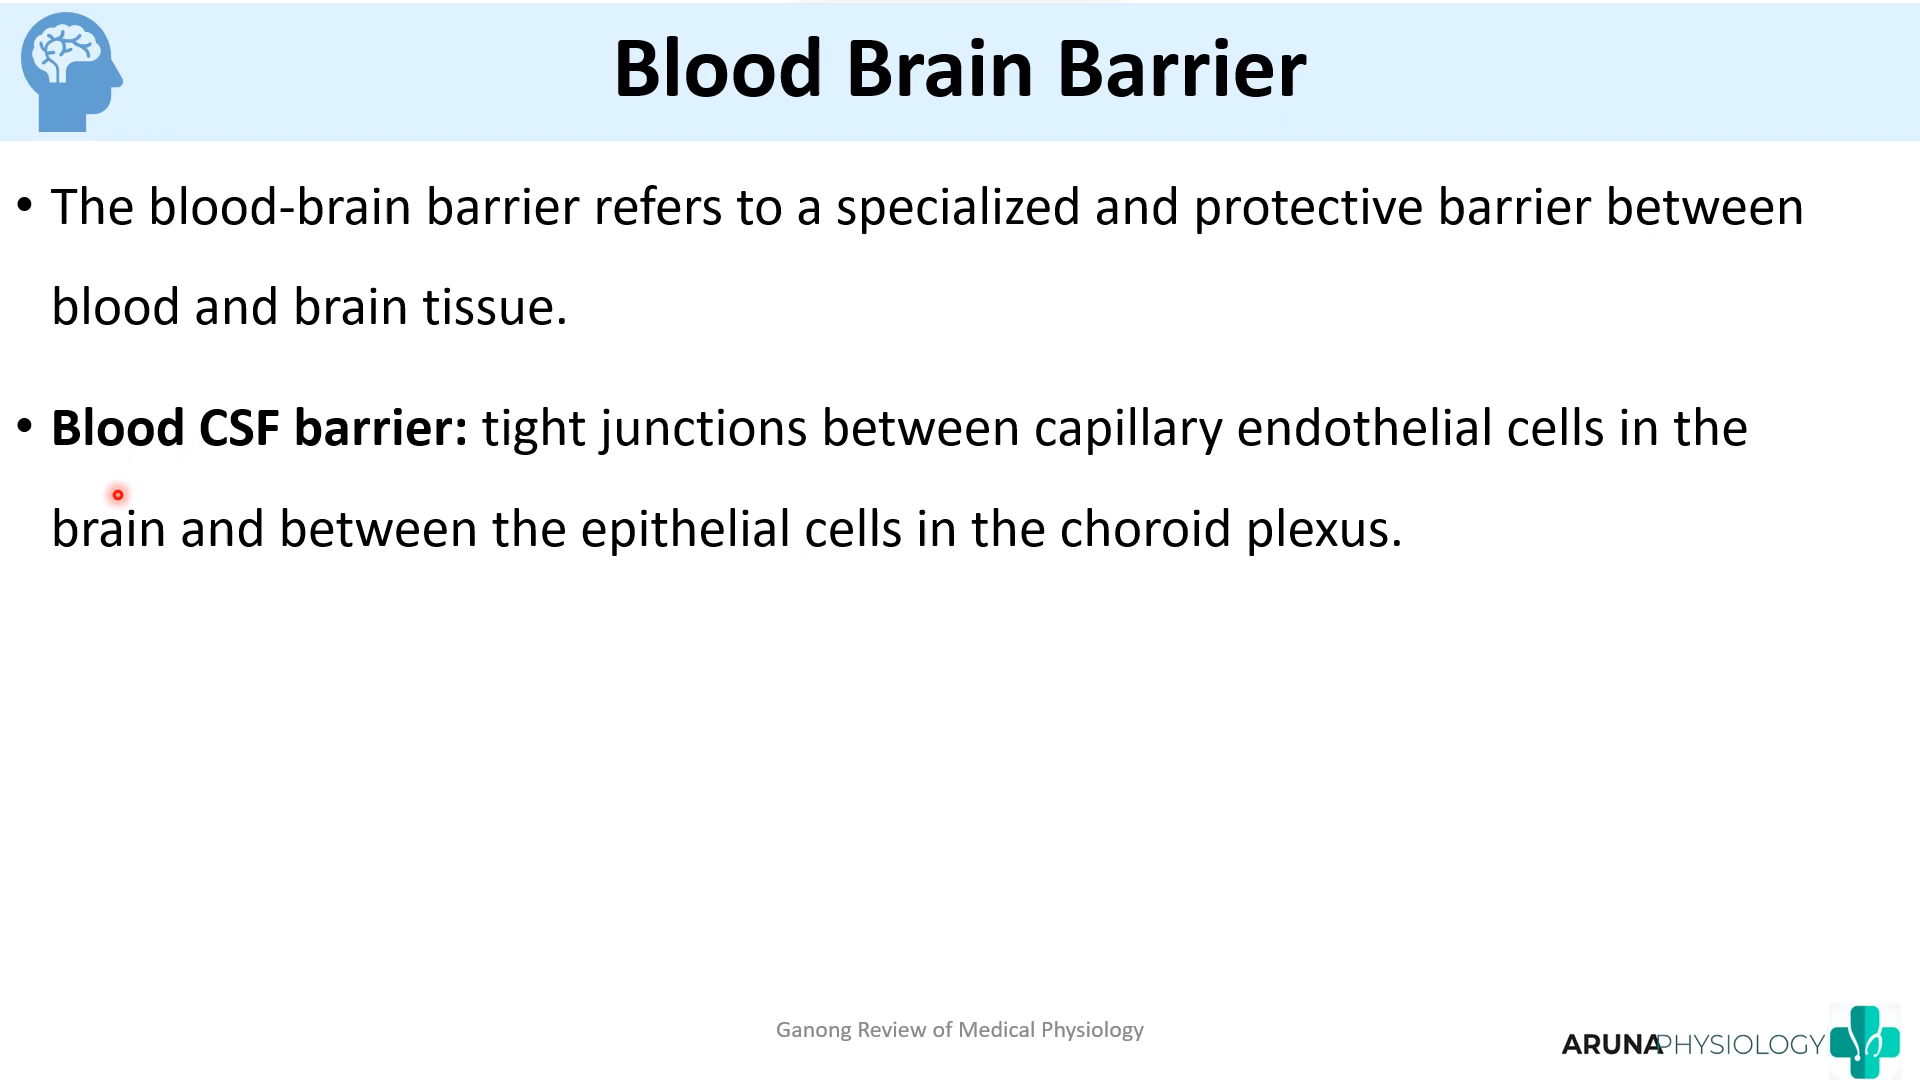 Blood Brain Barrier
• The blood-brain barrier refers to a specialized and protective barrier between
blood and brain tissue.
• Blood CSF barrier: tight junctions between capillary endothelial cells in the
brain and between the epithelial cells in the choroid plexus.
Ganong Review of Medical Physiology
ARUNAPHYSIOLOGY